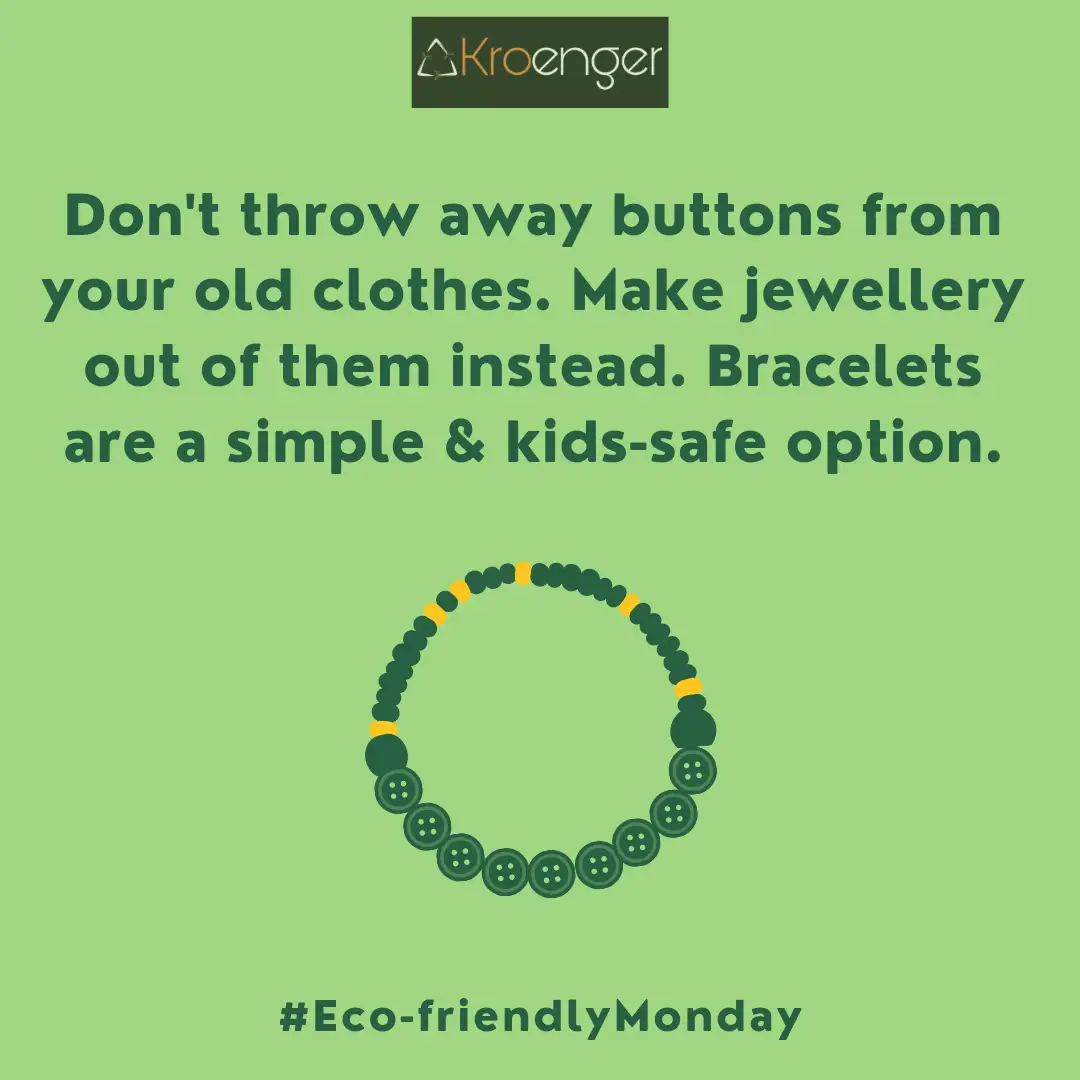 Kroenger
Don't throw away buttons from
your old clothes. Make jewellery
out of them instead. Bracelets
are a simple & kids-safe option.
#Eco-friendlyMonday